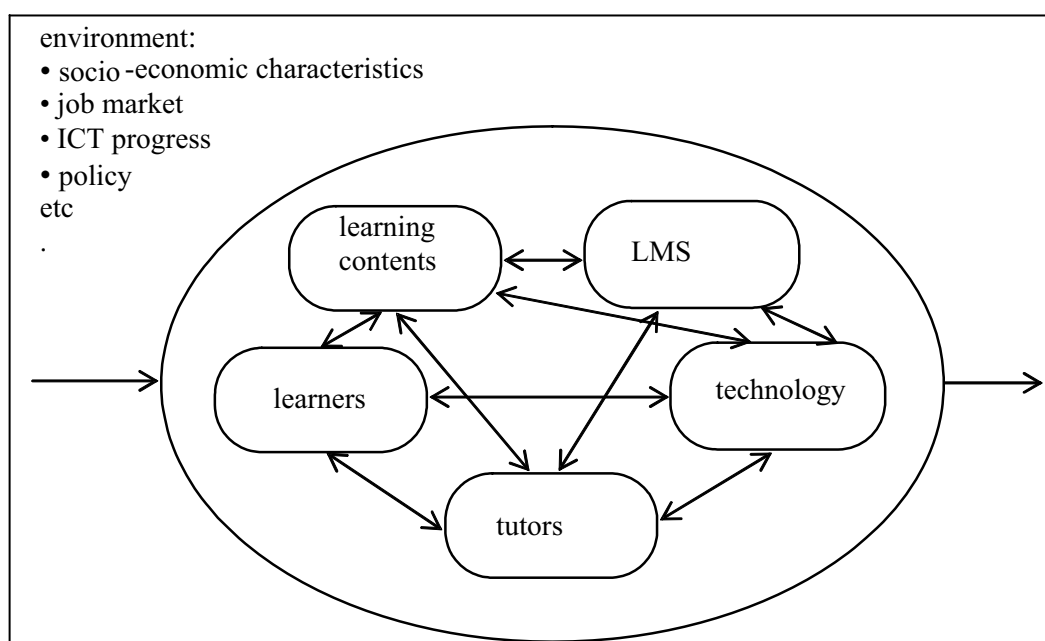 environment:
• socio-economic characteristics
• job market
• ICT progress
• policy
etc
.
learning
contents
LMS
learners
technology
tutors